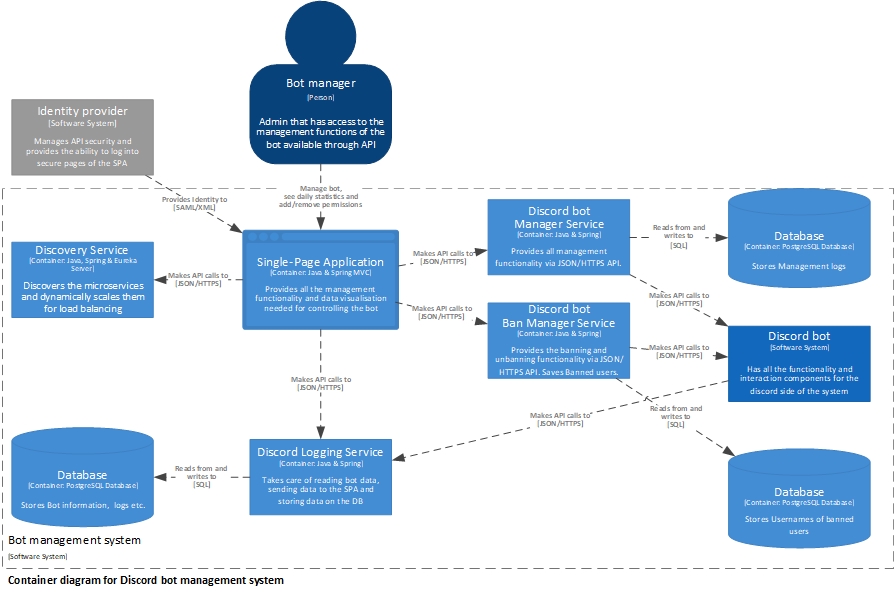 Bot manager
[Person]
Admin that has access to the
management functions of the
bot available through API
Identity provider
[Software System]
Manages API security and
provides the ability to log into
secure pages of the SPA
Provides Identity to
[SAML/XML]
Manage bot,
see daily statistics and
add/remove permissions
Discovery Service
[Container: Java, Spring & Eureka
Server]
Discovers the microservices
and dynamically scales them
for load balancing
Makes API calls to
[JSON/HTTPS]
Single-Page Application
[Container: Java & Spring MVC]
Provides all the management
functionality and data visualisation
needed for controlling the bot
Makes API calls to
[JSON/HTTPS]
Discord bot
Manager Service
[Container: Java & Spring]
Provides all management
functionality via JSON/HTTPS API.
Reads from and
writes to
[SQL]
Database
[Container: PostgreSQL Database]
Stores Management logs
Makes API calls to
[JSON/HTTPS]
Makes API calls to
[JSON/HTTPS]
Discord bot
Ban Manager Service
[Container: Java & Spring]
Provides the banning and
unbanning functionality via JSON/
HTTPS API. Saves Banned users.
Makes API calls to
[JSON/HTTPS]
Discord bot
[Software System]
Has all the functionality and
interaction components for the
discord side of the system
Makes API calls to
[JSON/HTTPS]
Makes API calls to
[JSON/HTTPS]
Reads from and
writes to
[SQL]
Database
[Container: PostgreSQL Database]
Stores Bot information, logs etc.
Reads from and
writes to
[SQL]
Discord Logging Service
[Container: Java & Spring]
Takes care of reading bot data,
sending data to the SPA and
storing data on the DB
Database
[Container: PostgreSQL Database]
Stores Usernames of banned
users
Bot management system
[Software System]
Container diagram for Discord bot management system